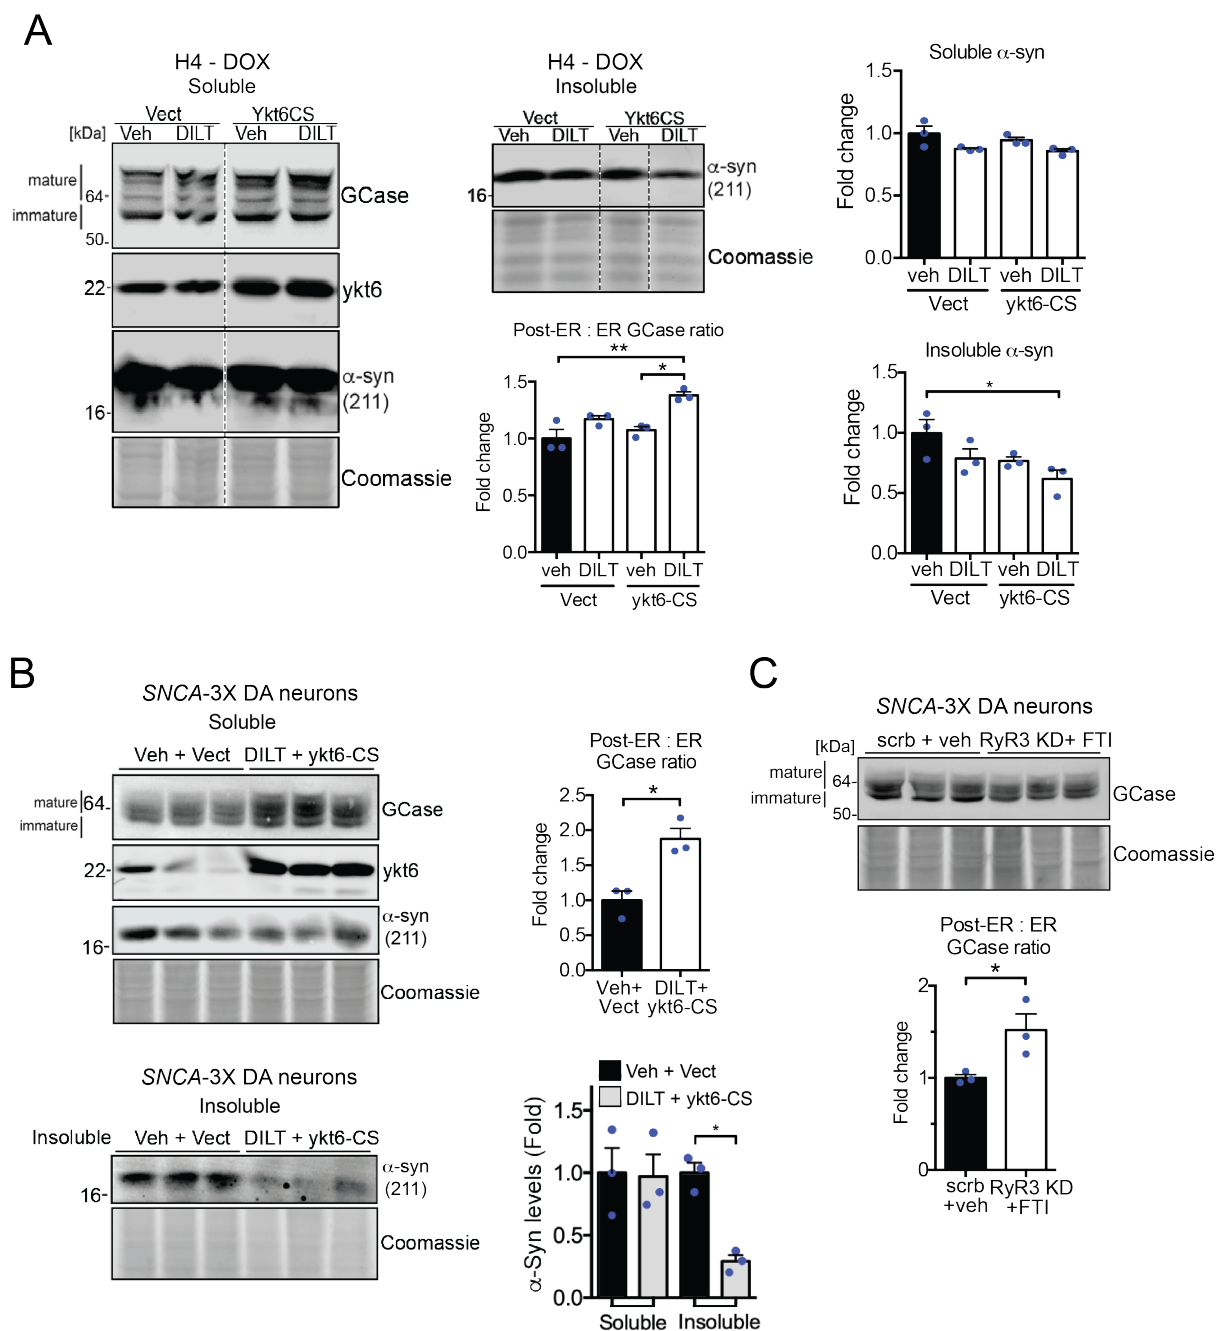 A
H4 - DOX
Soluble
Vect Ykt6CS
[kDa] Veh DILT Veh DILT
mature
64-
immature
50-
GCase
22-
ykt6
α-syn
(211)
16-
Coomassie
H4 - DOX
Insoluble
Vect Ykt6CS
Veh DILT Veh DILT
α-syn
(211)
16-
Coomassie
Post-ER : ER GCase ratio
**
*
Fold change
1.5
1.0
0.5
0.0
veh DILT veh DILT
Vect ykt6-CS
Soluble α-syn
Fold change
1.5
1.0
0.5
0.0
veh DILT veh DILT
Vect ykt6-CS
Insoluble α-syn
*
Fold change
1.5
1.0
0.5
0.0
veh DILT veh DILT
Vect ykt6-CS
B
SNCA-3X DA neurons
Soluble
Veh + Vect DILT + ykt6-CS
mature
64-
immature
GCase
22-
ykt6
α-syn
(211)
16-
Coomassie
SNCA-3X DA neurons
Insoluble
Insoluble Veh + Vect DILT + ykt6-CS
α-syn
(211)
16-
Coomassie
Post-ER : ER
GCase ratio
*
Fold change
2.5
2.0
1.5
1.0
0.5
0.0
Veh+ DILT+
Vect ykt6-CS
Veh + Vect
DILT + ykt6-CS
*
α-Syn levels (Fold)
1.5
1.0
0.5
0.0
Soluble Insoluble
C
SNCA-3X DA neurons
[kDa] scrb + veh RyR3 KD+ FTI
mature
64-
immature
50-
GCase
Coomassie
Post-ER : ER
GCase ratio
*
Fold change
2
1
0
scrb RyR3 KD
+veh +FTI